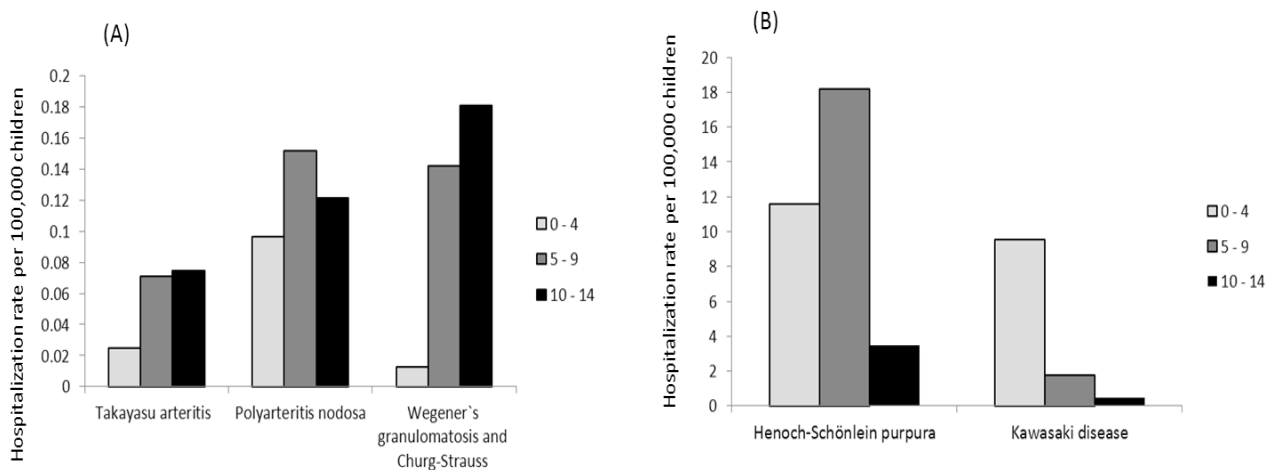 (A)
Hospitalization rate per 100,000 children
0.2
0.18
0.16
0.14
0.12
0.1
0.08
0.06
0.04
0.02
0
Takayasu arteritis
Polyarteritis nodosa
Wegener`s
granulomatosis and
Churg-Strauss
0 - 4
5 - 9
10 - 14
(B)
Hospitalization rate per 100,000 children
20
18
16
14
12
10
8
6
4
2
0
Henoch-Schönlein purpura
Kawasaki disease
0 - 4
5 - 9
10 - 14